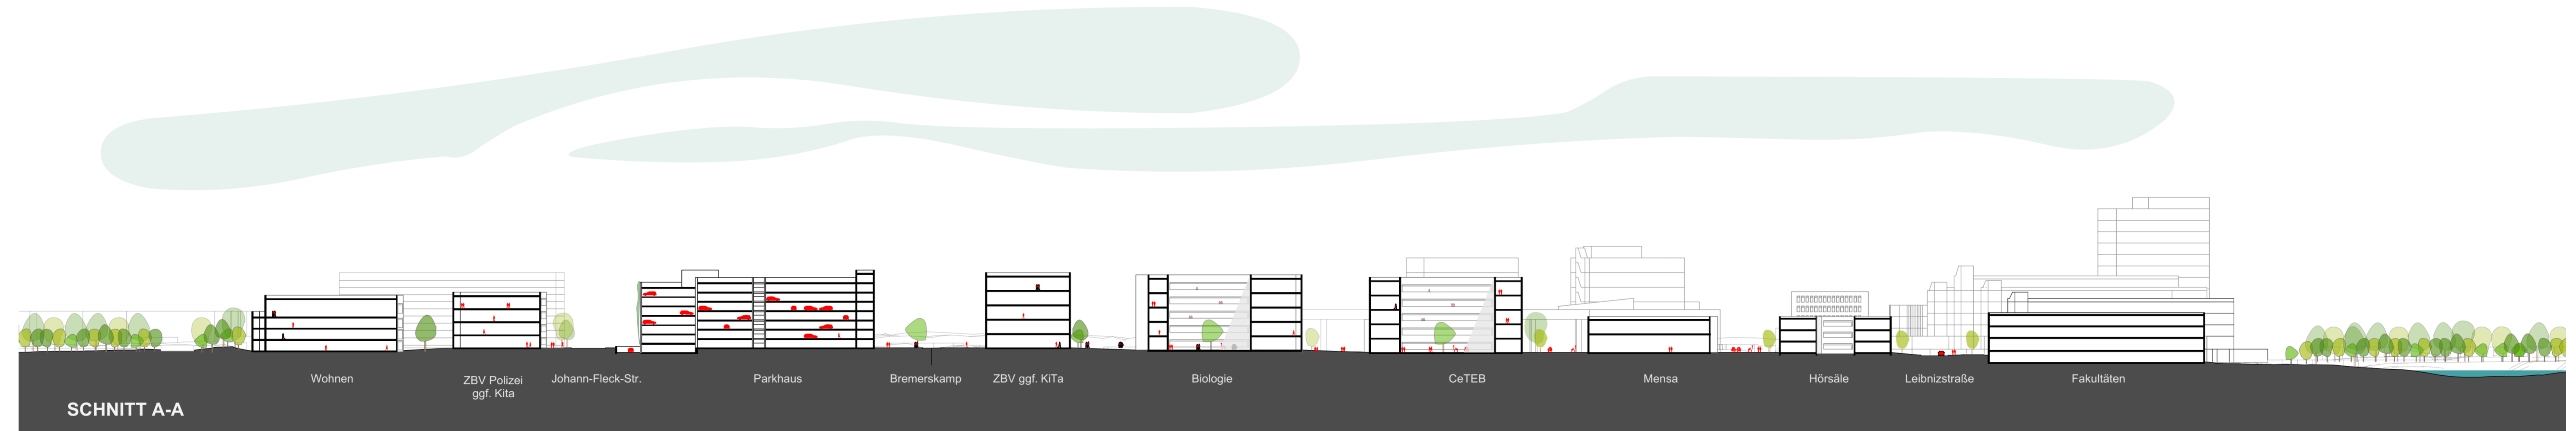 Wohnen
ZBV Polizei
ggf. Kita
Johann-Fleck-Str.
Parkhaus
Bremerskamp
ZBV ggf. KiTa
Biologie
CeTEB
Mensa
Hörsäle
Leibnizstraße
Fakultäten
SCHNITT A-A